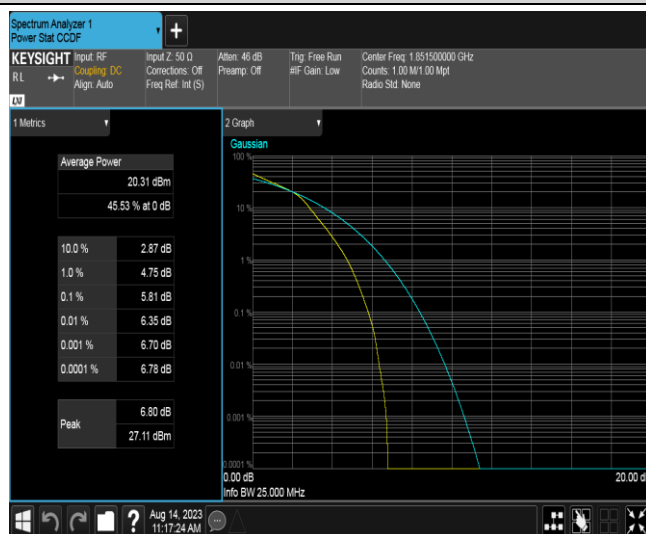 Spectrum Analyzer 1
Power Stat CCDF
+
KEYSIGHT
RL
LXI
Input: RF
Coupling: DC
Align: Auto
Input Z: 50 Ω
Corrections: Off
Freq Ref: Int (S)
Atten: 46 dB
Preamp: Off
Trig: Free Run
#IF Gain: Low
Center Freq: 1.851500000 GHz
Counts: 1.00 M/1.00 Mpt
Radio Std: None
1 Metrics
Average Power
20.31 dBm
45.53 % at 0 dB
10.0 % 2.87 dB
1.0 % 4.75 dB
0.1 % 5.81 dB
0.01 % 6.35 dB
0.001 % 6.70 dB
0.0001 % 6.78 dB
Peak
6.80 dB
27.11 dBm
2 Graph
Gaussian
100 %
10 %
1 %
0.1 %
0.01 %
0.001 %
0.0001 %
0.00 dB
20.00 d
Info BW 25.000 MHz
?
Aug 14, 2023
11:17:24 AM